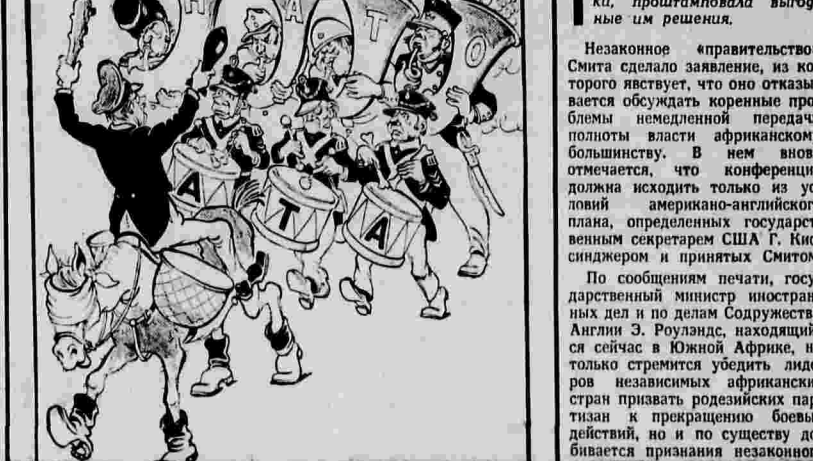 Н А Т О
А Т А
ки, проштамповала выгод
ные им решения.
Незаконное «правительство
Смита сделало заявление, из ко
торого явствует, что оно отказы
вается обсуждать коренные про
блемы немедленной передач
полноты власти африканском
большинству. В нем внов
отмечается, что конференци
должна исходить только из ус
ловий американо-английског
плана, определенных государст
венным секретарем США Г. Кис
синджером и принятых Смитом
По сообщениям печати, госу
дарственный министр иностран
ных дел и по делам Содружеств
Англии Э. Роулэндс, находящий
ся сейчас в Южной Африке, н
только стремится убедить лиде
ров независимых африкански
стран призвать родезийских пар
тизан к прекращению боевы
действий, но и по существу до
бивается признания незаконног